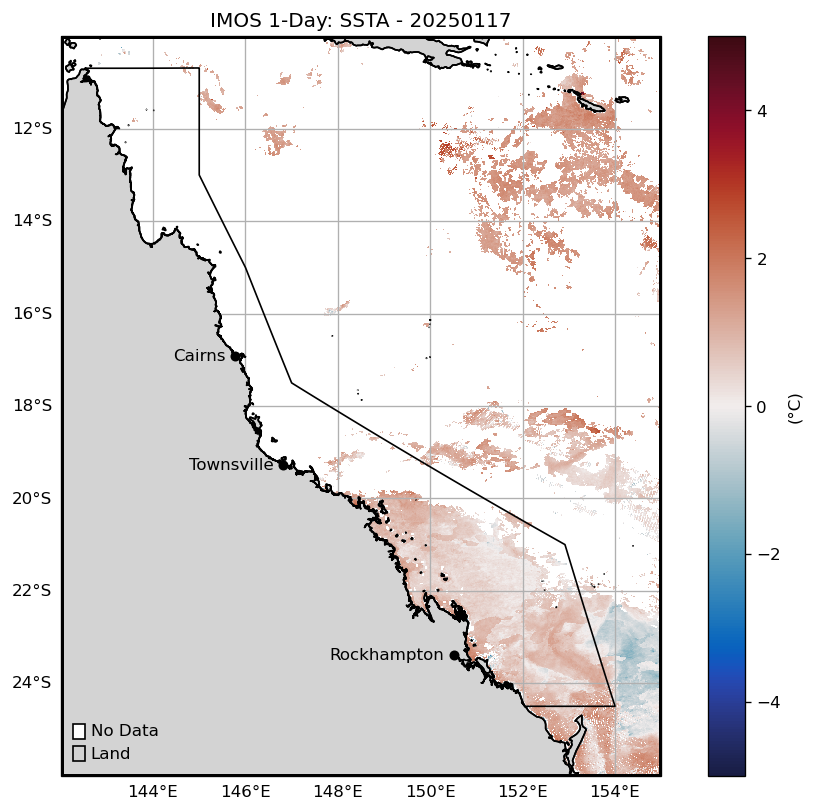 IMOS 1-Day: SSTA - 20250117
12°S
14°S
16°S
18°S
20°S
22°S
24°S
Cairns
Townsville
Rockhampton
No Data
Land
144°E 146°E 148°E 150°E 152°E 154°E
4
2
0
−2
−4
(°C)